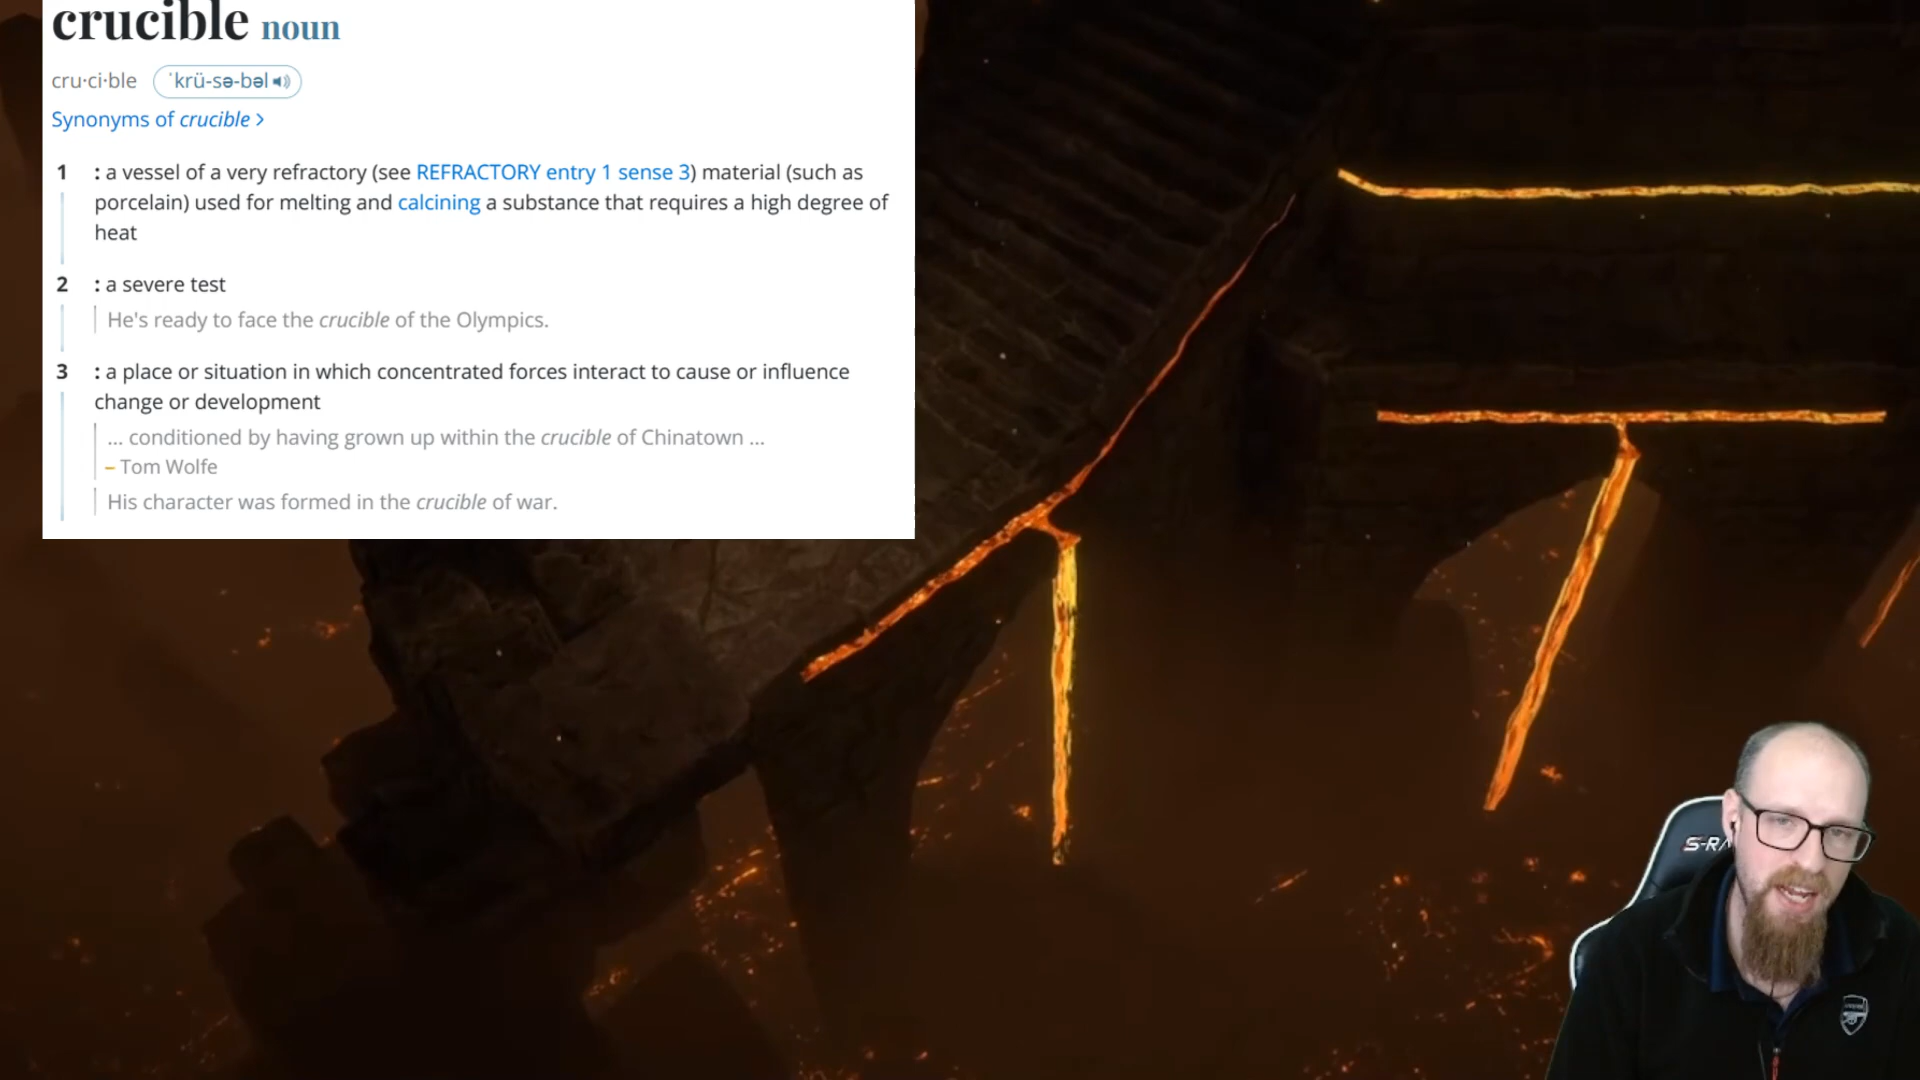 crucible noun
cru·ci·ble ˈkrü-sə-bəl
Synonyms of crucible >
1 : a vessel of a very refractory (see REFRACTORY entry 1 sense 3) material (such as
porcelain) used for melting and calcining a substance that requires a high degree of
heat
2 : a severe test
He's ready to face the crucible of the Olympics.
3 : a place or situation in which concentrated forces interact to cause or influence
change or development
... conditioned by having grown up within the crucible of Chinatown ...
– Tom Wolfe
His character was formed in the crucible of war.